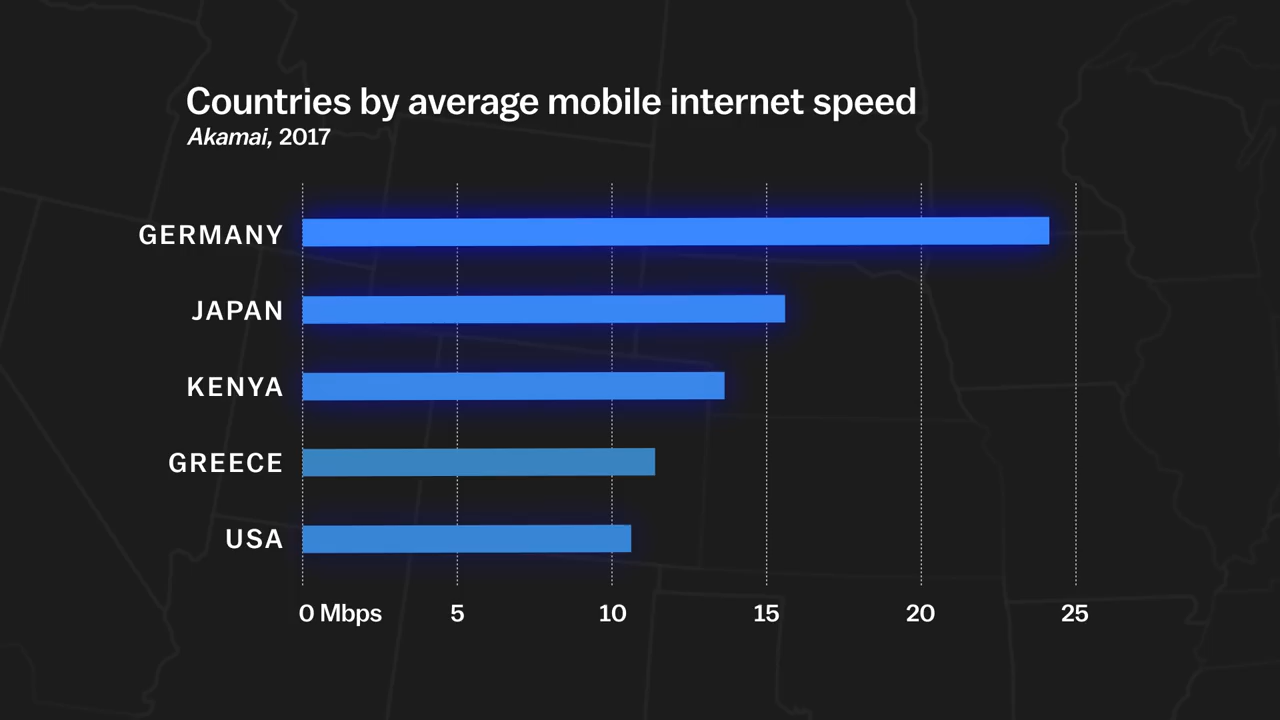 Countries by average mobile internet speed
Akamai, 2017
GERMANY
JAPAN
KENYA
GREECE
USA
0 Mbps 5 10 15 20 25